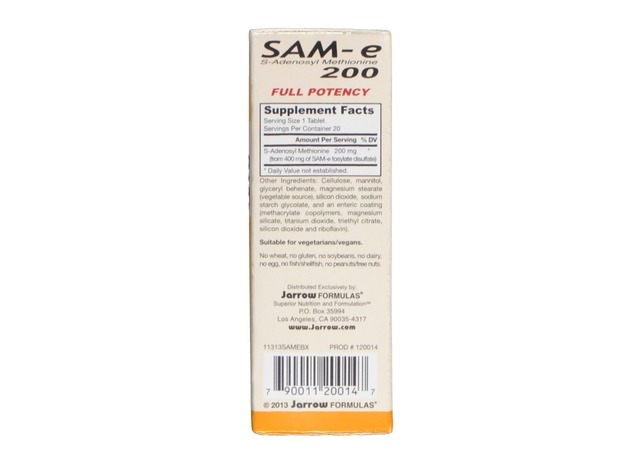 SAM-e
S-Adenosyl Methionine
200
FULL POTENCY
Supplement Facts
Serving Size 1 Tablet
Servings Per Container 20
Amount Per Serving % DV
S-Adenosyl Methionine 200 mg *
(from 400 mg of SAM-e tosylate disulfate)
* Daily Value not established.
Other Ingredients: Cellulose, mannitol,
glyceryl behenate, magnesium stearate
(vegetable source), silicon dioxide, sodium
starch glycolate, and an enteric coating
(methacrylate copolymers, magnesium
silicate, titanium dioxide, triethyl citrate,
silicon dioxide and riboflavin).
Suitable for vegetarians/vegans.
No wheat, no gluten, no soybeans, no dairy,
no egg, no fish/shellfish, no peanuts/tree nuts.
Distributed Exclusively by:
Jarrow FORMULAS®
Superior Nutrition and Formulation℠
P.O. Box 35994
Los Angeles, CA 90035-4317
www.Jarrow.com
11313SAMEBX PROD # 120014
7 90011 20014 7
© 2013 Jarrow FORMULAS®